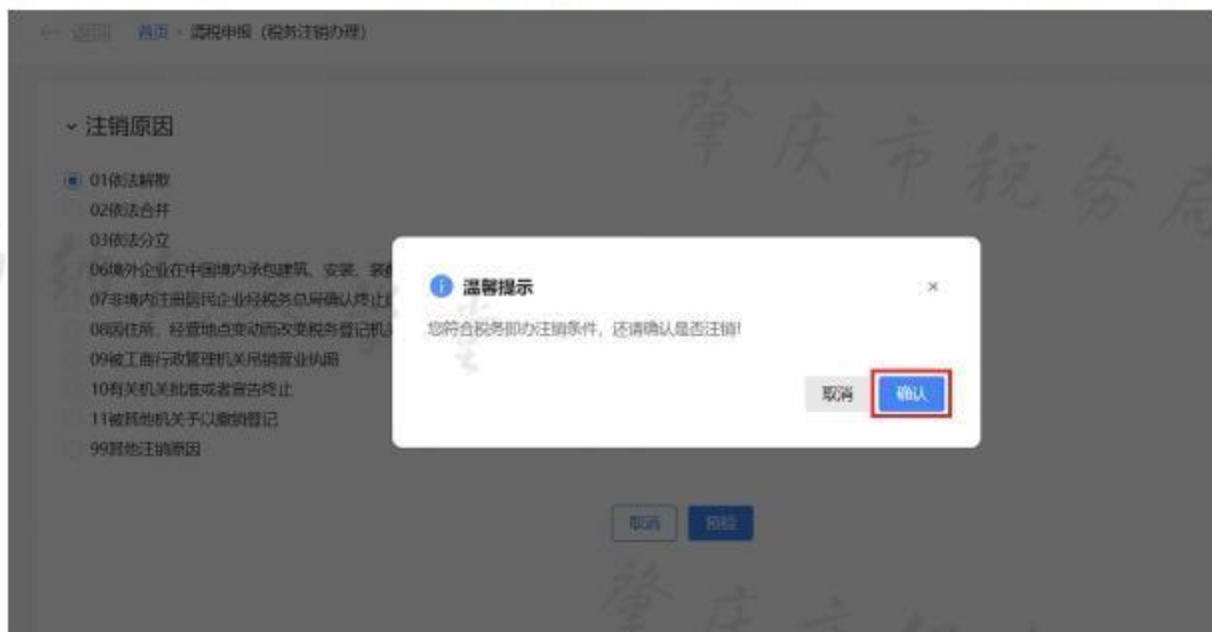 ← 返回 首页 > 清税申报（税务注销办理）
注销原因
01依法解散
02依法合并
03依法分立
06境外企业在中国境内承包建筑、安装、装配
07非境内注册居民企业经税务总局确认终止
08因住所、经营地点变动而改变税务登记机关
09被工商行政管理机关吊销营业执照
10有关机关批准或者宣告终止
11被其他机关予以撤销登记
99其他注销原因
温馨提示
×
您符合税务即办注销条件，还请确认是否注销!
取消 确认
取消 预检
肇庆市税务局